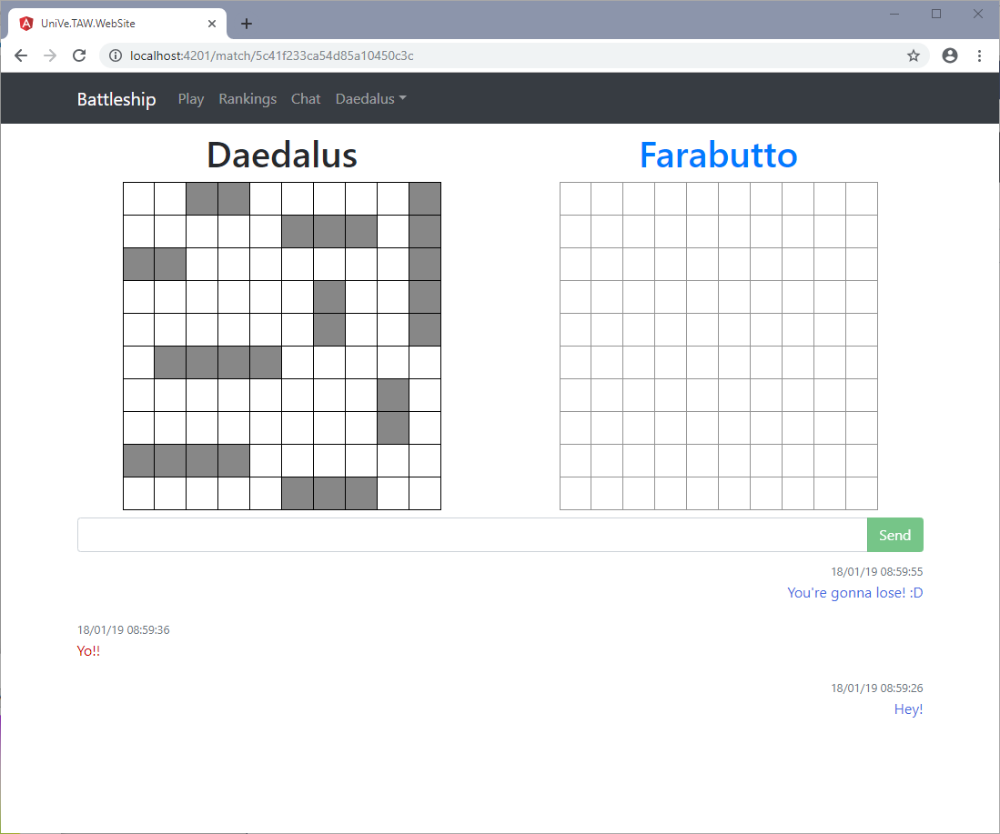 UniVe.TAW.WebSite
localhost:4201/match/5c41f233ca54d85a10450c3c
Battleship Play Rankings Chat Daedalus
Daedalus
Farabutto
Send
18/01/19 08:59:55
You're gonna lose! :D
18/01/19 08:59:36
Yo!!
18/01/19 08:59:26
Hey!